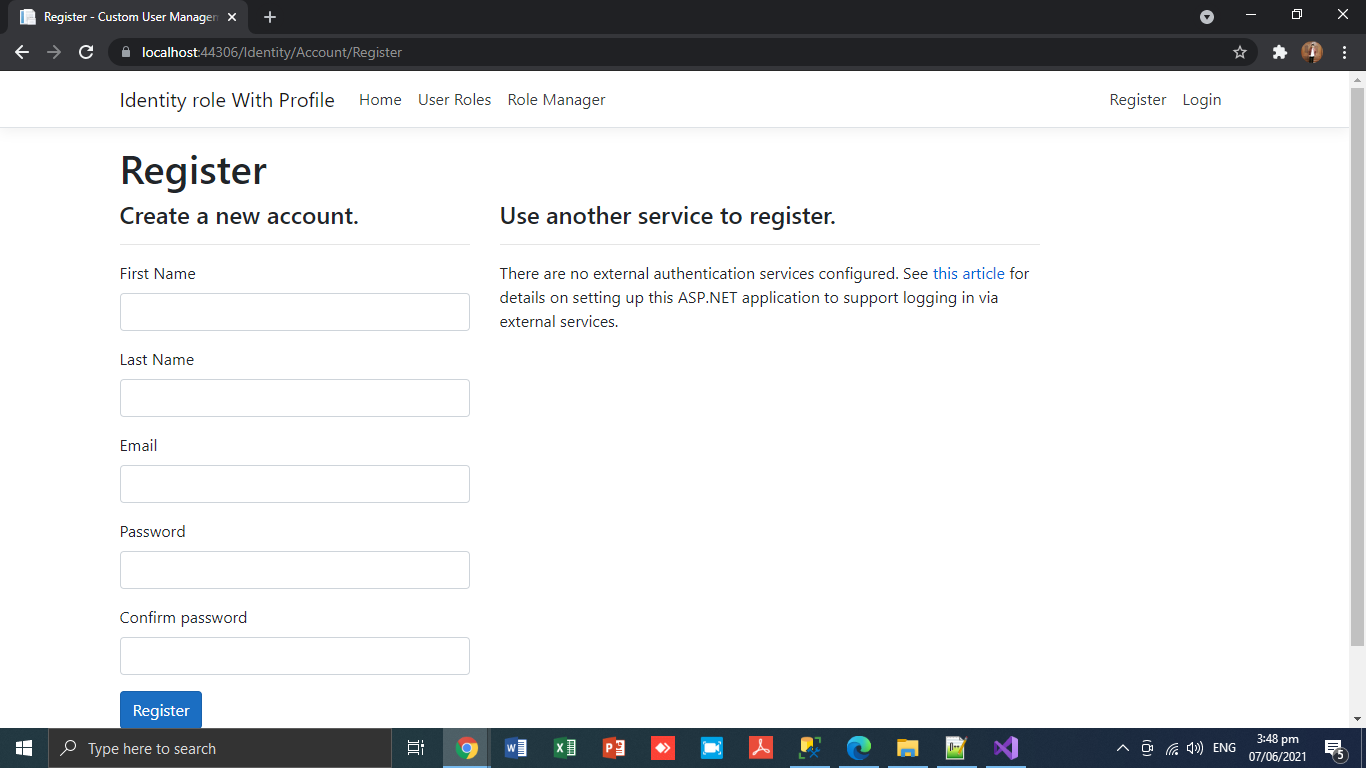 Register - Custom User Managem
localhost:44306/Identity/Account/Register
Identity role With Profile Home User Roles Role Manager Register Login
Register
Create a new account.
First Name
Last Name
Email
Password
Confirm password
Register
Use another service to register.
There are no external authentication services configured. See this article for
details on setting up this ASP.NET application to support logging in via
external services.
Type here to search
ENG
3:48 pm
07/06/2021
5